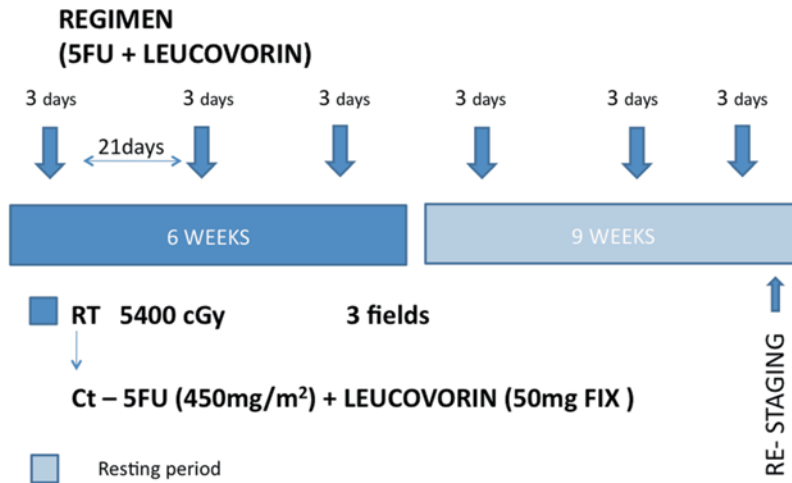 REGIMEN
(5FU + LEUCOVORIN)
3 days 3 days 3 days 3 days 3 days 3 days
21days
6 WEEKS 9 WEEKS
RT 5400 cGy 3 fields
Ct – 5FU (450mg/m²) + LEUCOVORIN (50mg FIX )
Resting period
RE- STAGING